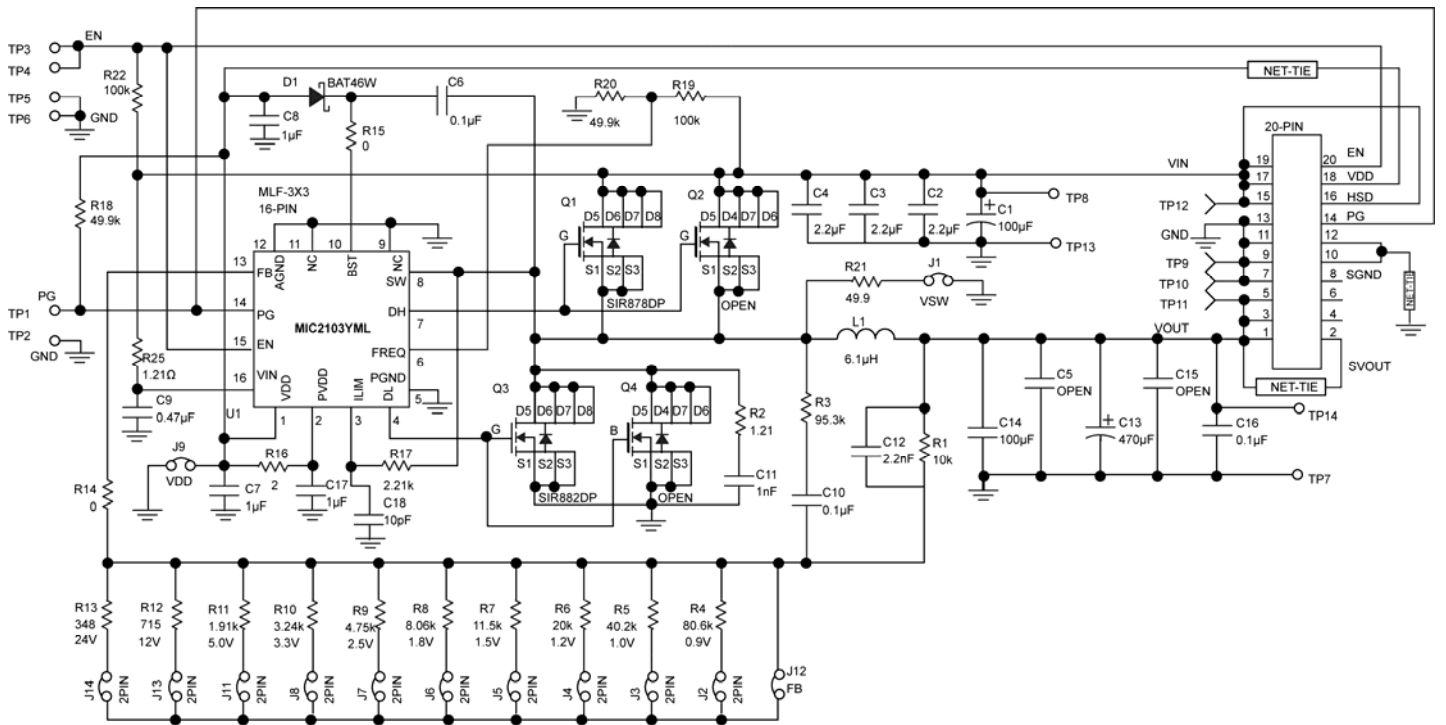 EN
TP3
TP4
TP5
TP6
GND
R22
100k
D1
BAT46W
C8
1µF
R15
0
C6
0.1µF
R20
49.9k
R19
100k
NET-TIE
R18
49.9k
MLF-3X3
16-PIN
12
11
10
9
AGND
NC
BST
NC
13
FB
SW
8
14
PG
DH
7
MIC2103YML
15
EN
FREQ
6
16
VIN
PGND
5
VDD
PVDD
ILIM
DL
1
2
3
4
U1
PG
TP1
TP2
GND
R25
1.21Ω
C9
0.47µF
J9
VDD
R16
2
C7
1µF
C17
1µF
R17
2.21k
C18
10pF
R14
0
Q1
D5
D6
D7
D8
G
S1
S2
S3
SIR878DP
Q2
D5
D4
D7
D6
G
S1
S2
S3
OPEN
Q3
D5
D6
D7
D8
G
S1
S2
S3
SIR882DP
Q4
D5
D4
D7
D6
B
S1
S2
S3
OPEN
R2
1.21
C11
1nF
C4
2.2µF
C3
2.2µF
C2
2.2µF
+
C1
100µF
TP8
TP13
R21
49.9
J1
VSW
L1
6.1µH
R3
95.3k
C10
0.1µF
C12
2.2nF
R1
10k
C14
100µF
C5
OPEN
+
C13
470µF
C15
OPEN
C16
0.1µF
TP14
TP7
20-PIN
VIN
19
20
EN
17
18
VDD
TP12
15
16
HSD
13
14
PG
GND
11
12
TP9
9
10
SGND
TP10
7
8
TP11
5
6
3
4
VOUT
1
2
SVOUT
NET-TIE
NET-TIE
R13
348
24V
R12
715
12V
R11
1.91k
5.0V
R10
3.24k
3.3V
R9
4.75k
2.5V
R8
8.06k
1.8V
R7
11.5k
1.5V
R6
20k
1.2V
R5
40.2k
1.0V
R4
80.6k
0.9V
J14
2PIN
J13
2PIN
J11
2PIN
J8
2PIN
J7
2PIN
J6
2PIN
J5
2PIN
J4
2PIN
J3
2PIN
J2
2PIN
J12
FB